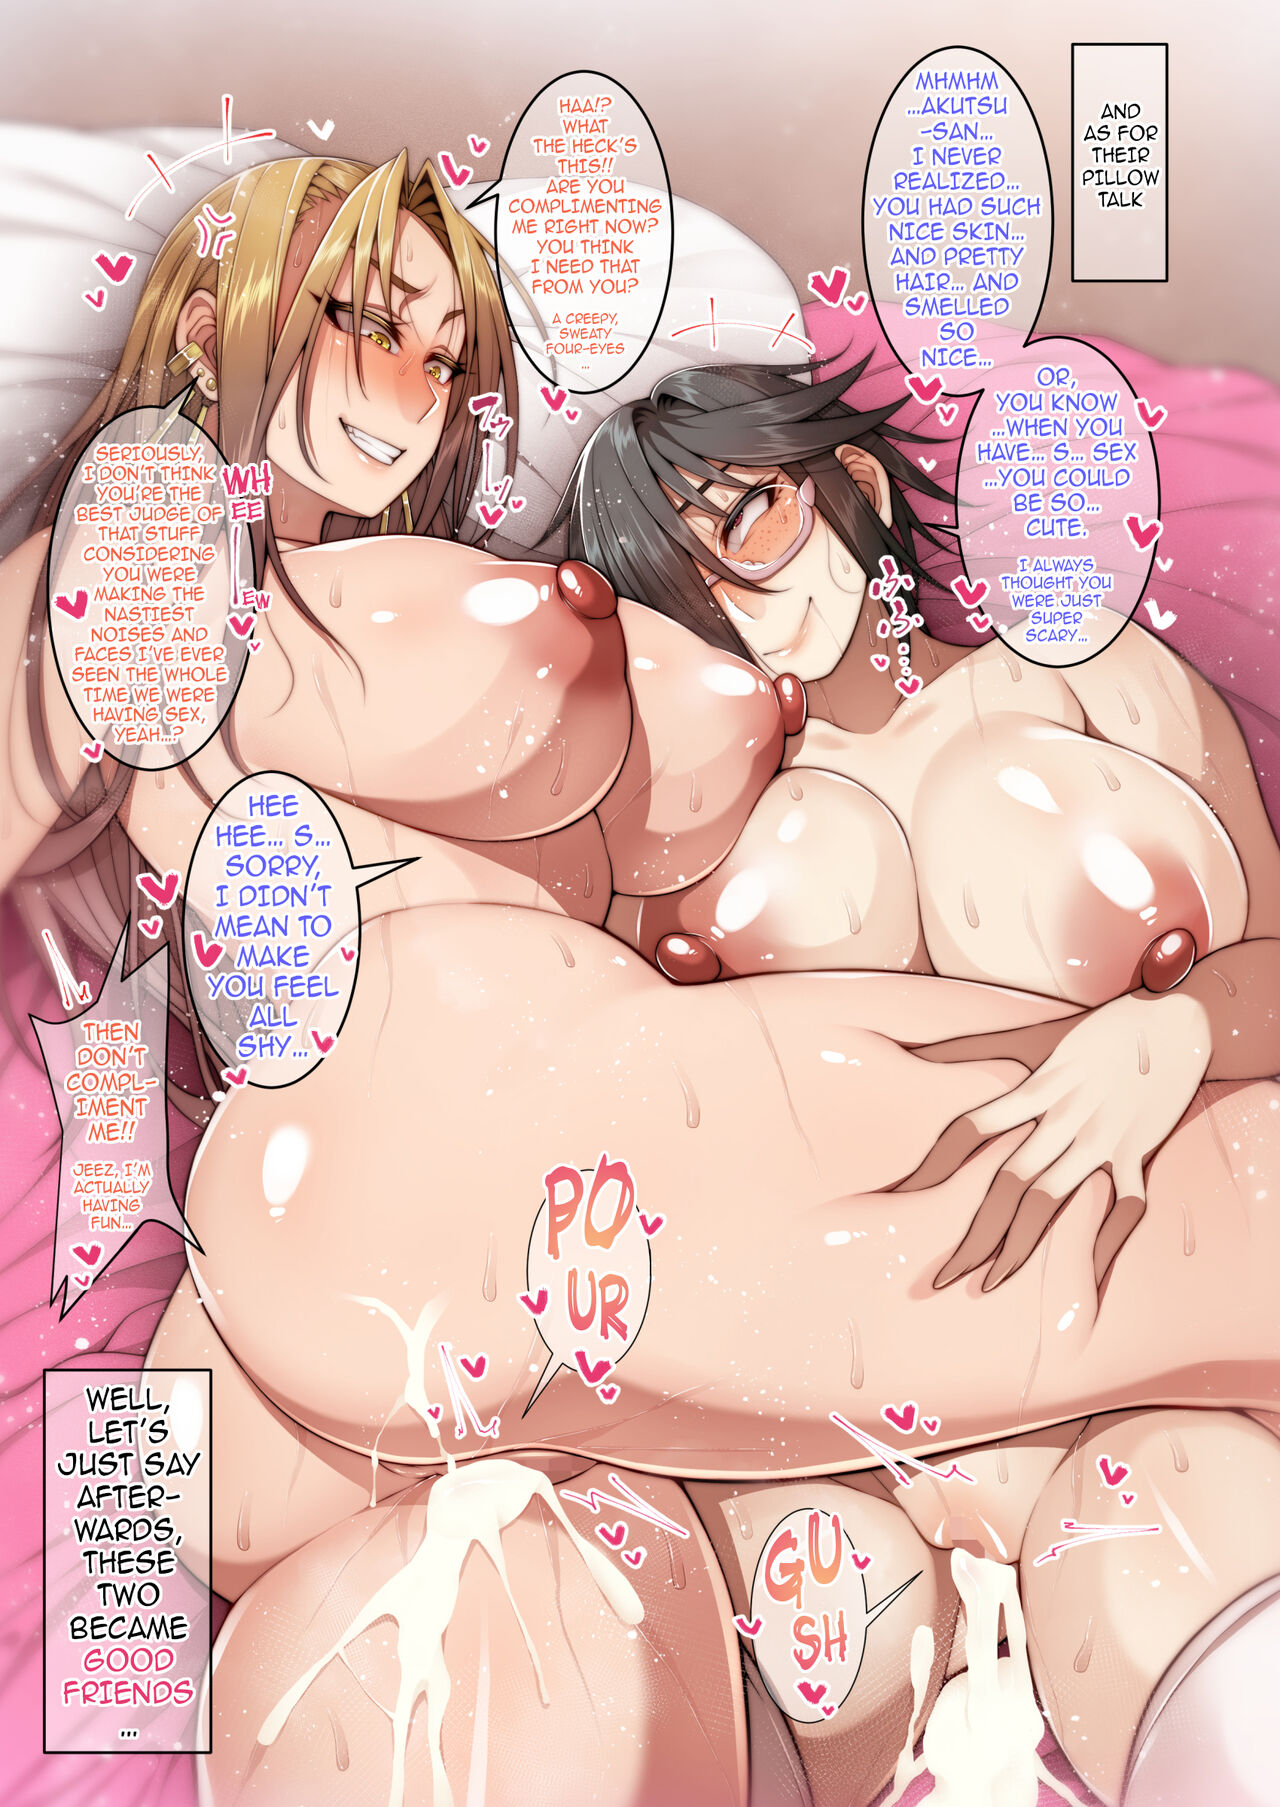 AND
AS FOR
THEIR
PILLOW
TALK
MHMHM
...AKUTSU
-SAN...
I NEVER
REALIZED...
YOU HAD SUCH
NICE SKIN...
AND PRETTY
HAIR... AND
SMELLED
SO
NICE...
OR,
YOU KNOW
...WHEN YOU
HAVE... S... SEX
...YOU COULD
BE SO...
CUTE.
I ALWAYS
THOUGHT YOU
WERE JUST
SUPER
SCARY...
ふふふ…
HAA!?
WHAT
THE HECK'S
THIS!!
ARE YOU
COMPLIMENTING
ME RIGHT NOW?
YOU THINK
I NEED THAT
FROM YOU?
A CREEPY,
SWEATY
FOUR-EYES
...
SERIOUSLY,
I DON'T THINK
YOU'RE THE
BEST JUDGE OF
THAT STUFF
CONSIDERING
YOU WERE
MAKING THE
NASTIEST
NOISES AND
FACES I'VE EVER
SEEN THE WHOLE
TIME WE WERE
HAVING SEX,
YEAH...?
WH
EE
EW
HEE
HEE... S...
SORRY,
I DIDN'T
MEAN TO
MAKE
YOU FEEL
ALL
SHY...
THEN
DON'T
COMPL-
IMENT
ME!!
JEEZ, I'M
ACTUALLY
HAVING
FUN...
PO
UR
GU
SH
WELL,
LET'S
JUST SAY
AFTER-
WARDS,
THESE
TWO
BECAME
GOOD
FRIENDS
...